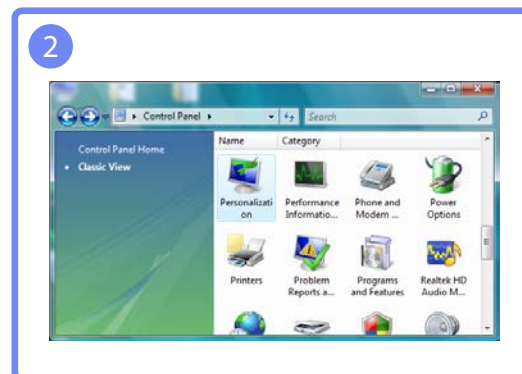 2
Control Panel
Search
Control Panel Home
Classic View
Name Category
Personalizati
on
Performance
Informatio...
Phone and
Modem ...
Power
Options
Printers
Problem
Reports a...
Programs
and Features
Realtek HD
Audio M...